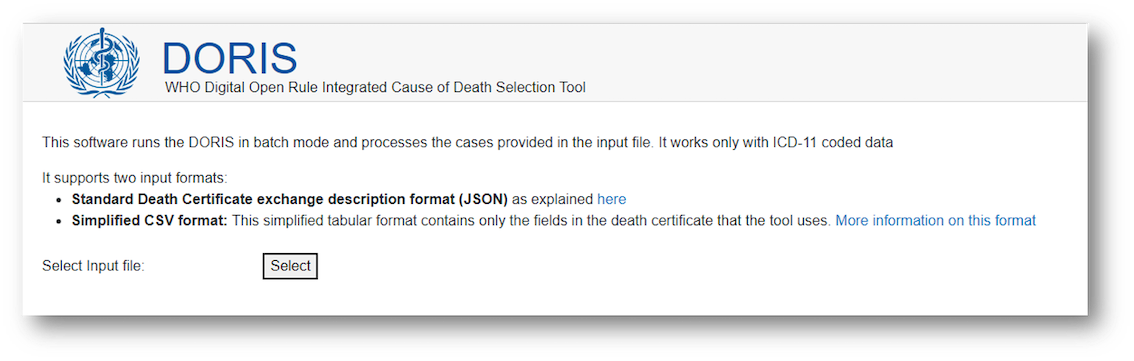 DORIS
WHO Digital Open Rule Integrated Cause of Death Selection Tool
This software runs the DORIS in batch mode and processes the cases provided in the input file. It works only with ICD-11 coded data
It supports two input formats:
• Standard Death Certificate exchange description format (JSON) as explained here
• Simplified CSV format: This simplified tabular format contains only the fields in the death certificate that the tool uses. More information on this format
Select Input file: Select